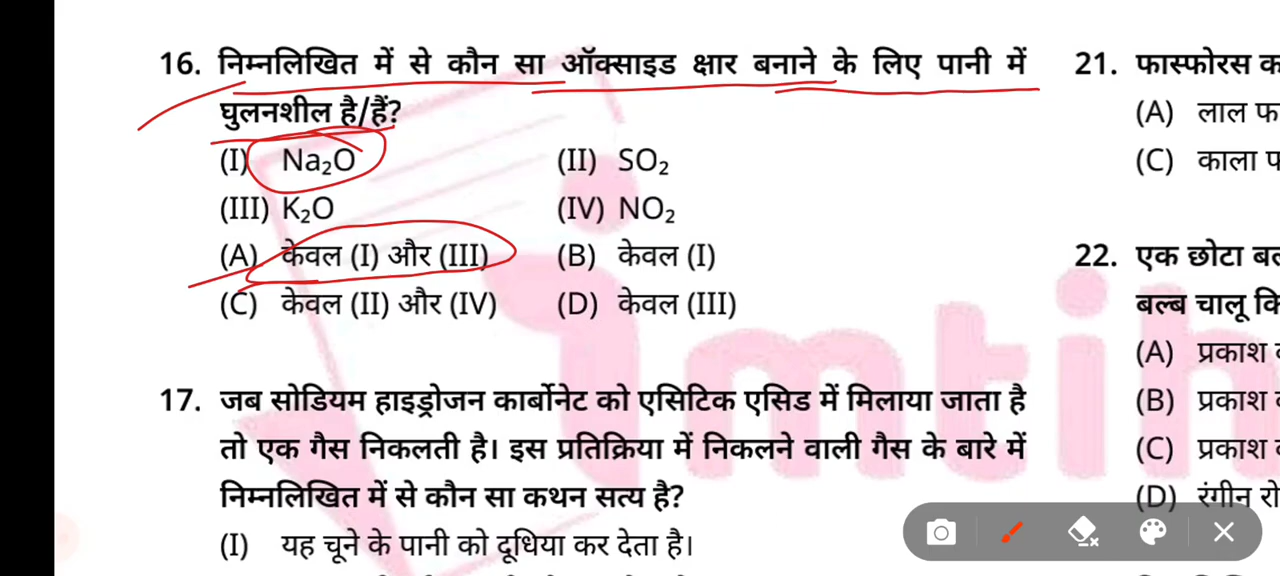 16. निम्नलिखित में से कौन सा ऑक्साइड क्षार बनाने के लिए पानी में
घुलनशील है/हैं?
(I) Na₂O (II) SO₂
(III) K₂O (IV) NO₂
(A) केवल (I) और (III) (B) केवल (I)
(C) केवल (II) और (IV) (D) केवल (III)
17. जब सोडियम हाइड्रोजन कार्बोनेट को एसिटिक एसिड में मिलाया जाता है
तो एक गैस निकलती है। इस प्रतिक्रिया में निकलने वाली गैस के बारे में
निम्नलिखित में से कौन सा कथन सत्य है?
(I) यह चूने के पानी को दूधिया कर देता है।
21. फास्फोरस क
(A) लाल फ
(C) काला फ
22. एक छोटा
बल्ब चालू कि
(A) प्रकाश
(B) प्रकाश
(C) प्रकाश
(D) रंगीन रो
imtih